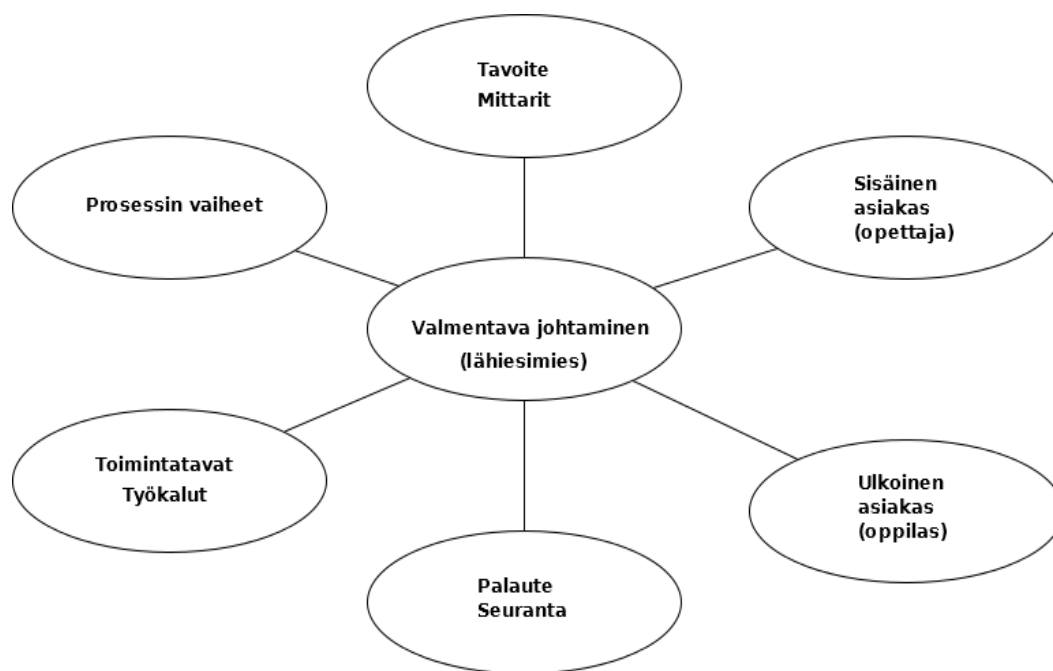 Tavoite
Mittarit
Prosessin vaiheet
Sisäinen
asiakas
(opettaja)
Valmentava johtaminen
(lähiesimies)
Toimintatavat
Työkalut
Ulkoinen
asiakas
(oppilas)
Palaute
Seuranta